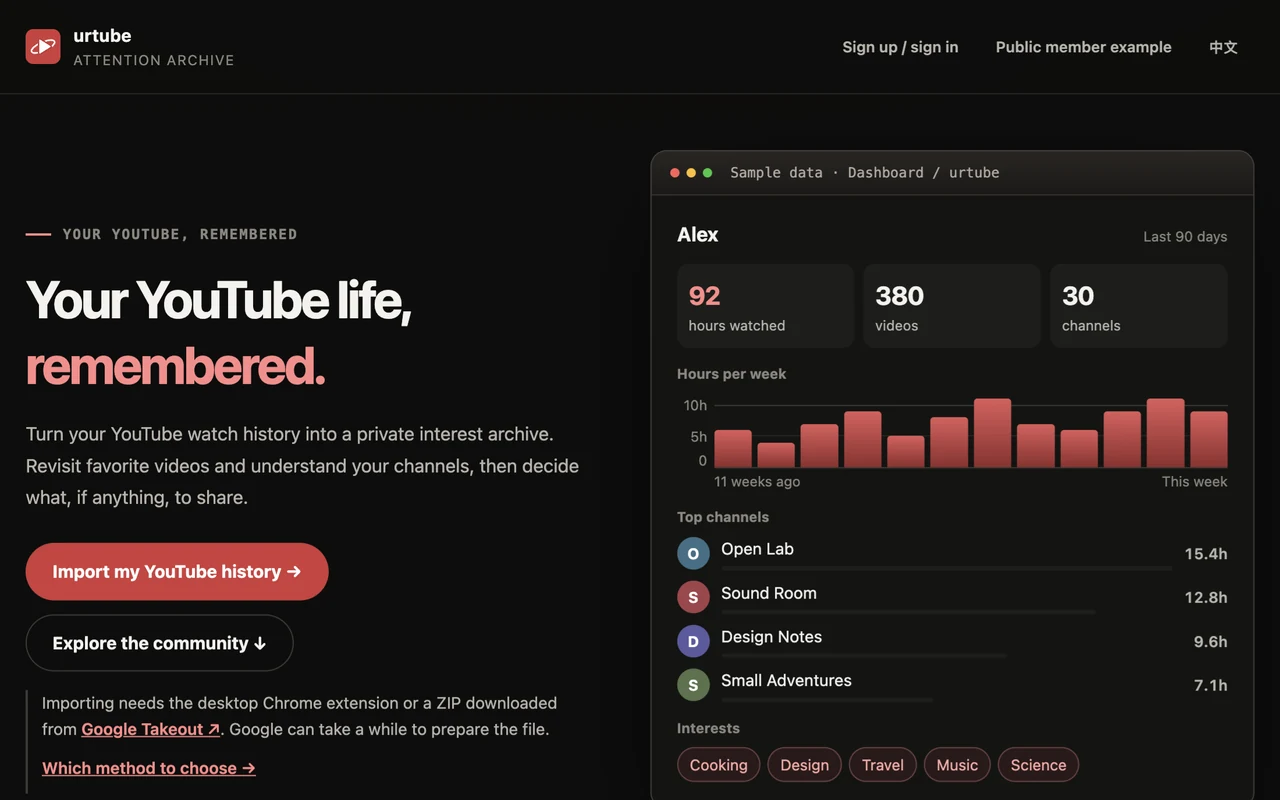 urtube
ATTENTION ARCHIVE
Sign up / sign in
Public member example
中文
YOUR YOUTUBE, REMEMBERED
Your YouTube life,
remembered.
Turn your YouTube watch history into a private interest archive.
Revisit favorite videos and understand your channels, then decide
what, if anything, to share.
Import my YouTube history →
Explore the community ↓
Importing needs the desktop Chrome extension or a ZIP downloaded
from Google Takeout ↗. Google can take a while to prepare the file.
Which method to choose →
Sample data · Dashboard / urtube
Alex
Last 90 days
92
hours watched
380
videos
30
channels
Hours per week
10h
5h
0
11 weeks ago
This week
Top channels
O
Open Lab
15.4h
S
Sound Room
12.8h
D
Design Notes
9.6h
S
Small Adventures
7.1h
Interests
Cooking
Design
Travel
Music
Science